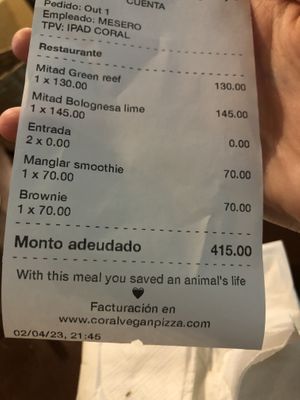 CUENTA
Pedido: Out 1
Empleado: MESERO
TPV: IPAD CORAL
Restaurante
Mitad Green reef
1 x 130.00 130.00
Mitad Bolognesa lime
1 x 145.00 145.00
Entrada
2 x 0.00 0.00
Manglar smoothie
1 x 70.00 70.00
Brownie
1 x 70.00 70.00
Monto adeudado 415.00
With this meal you saved an animal's life
🖤
Facturación en
www.coralveganpizza.com
02/04/23, 21:45